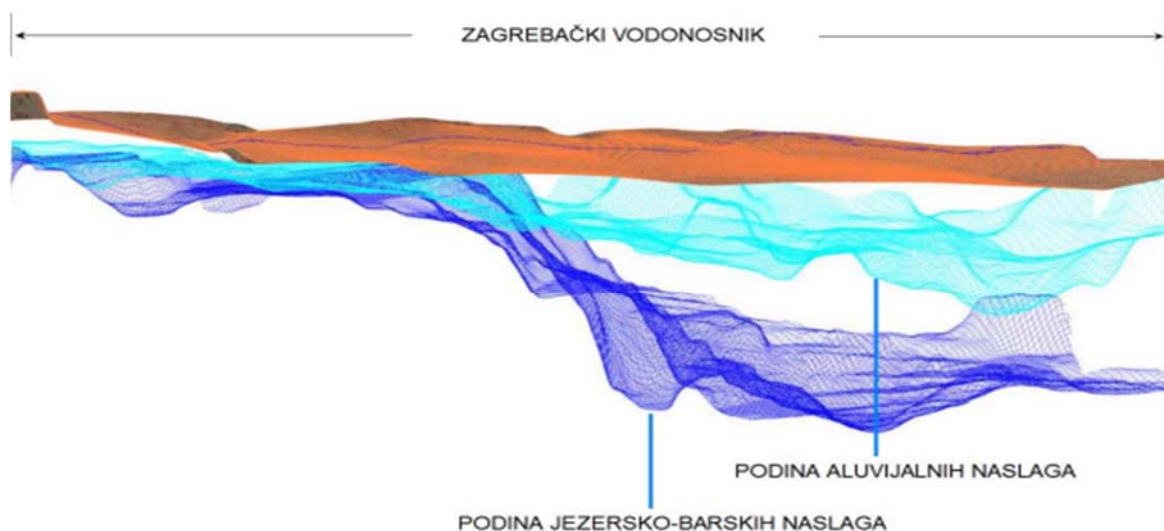 ZAGREBAČKI VODONOSNIK
PODINA ALUVIJALNIH NASLAGA
PODINA JEZERSKO-BARSKIH NASLAGA